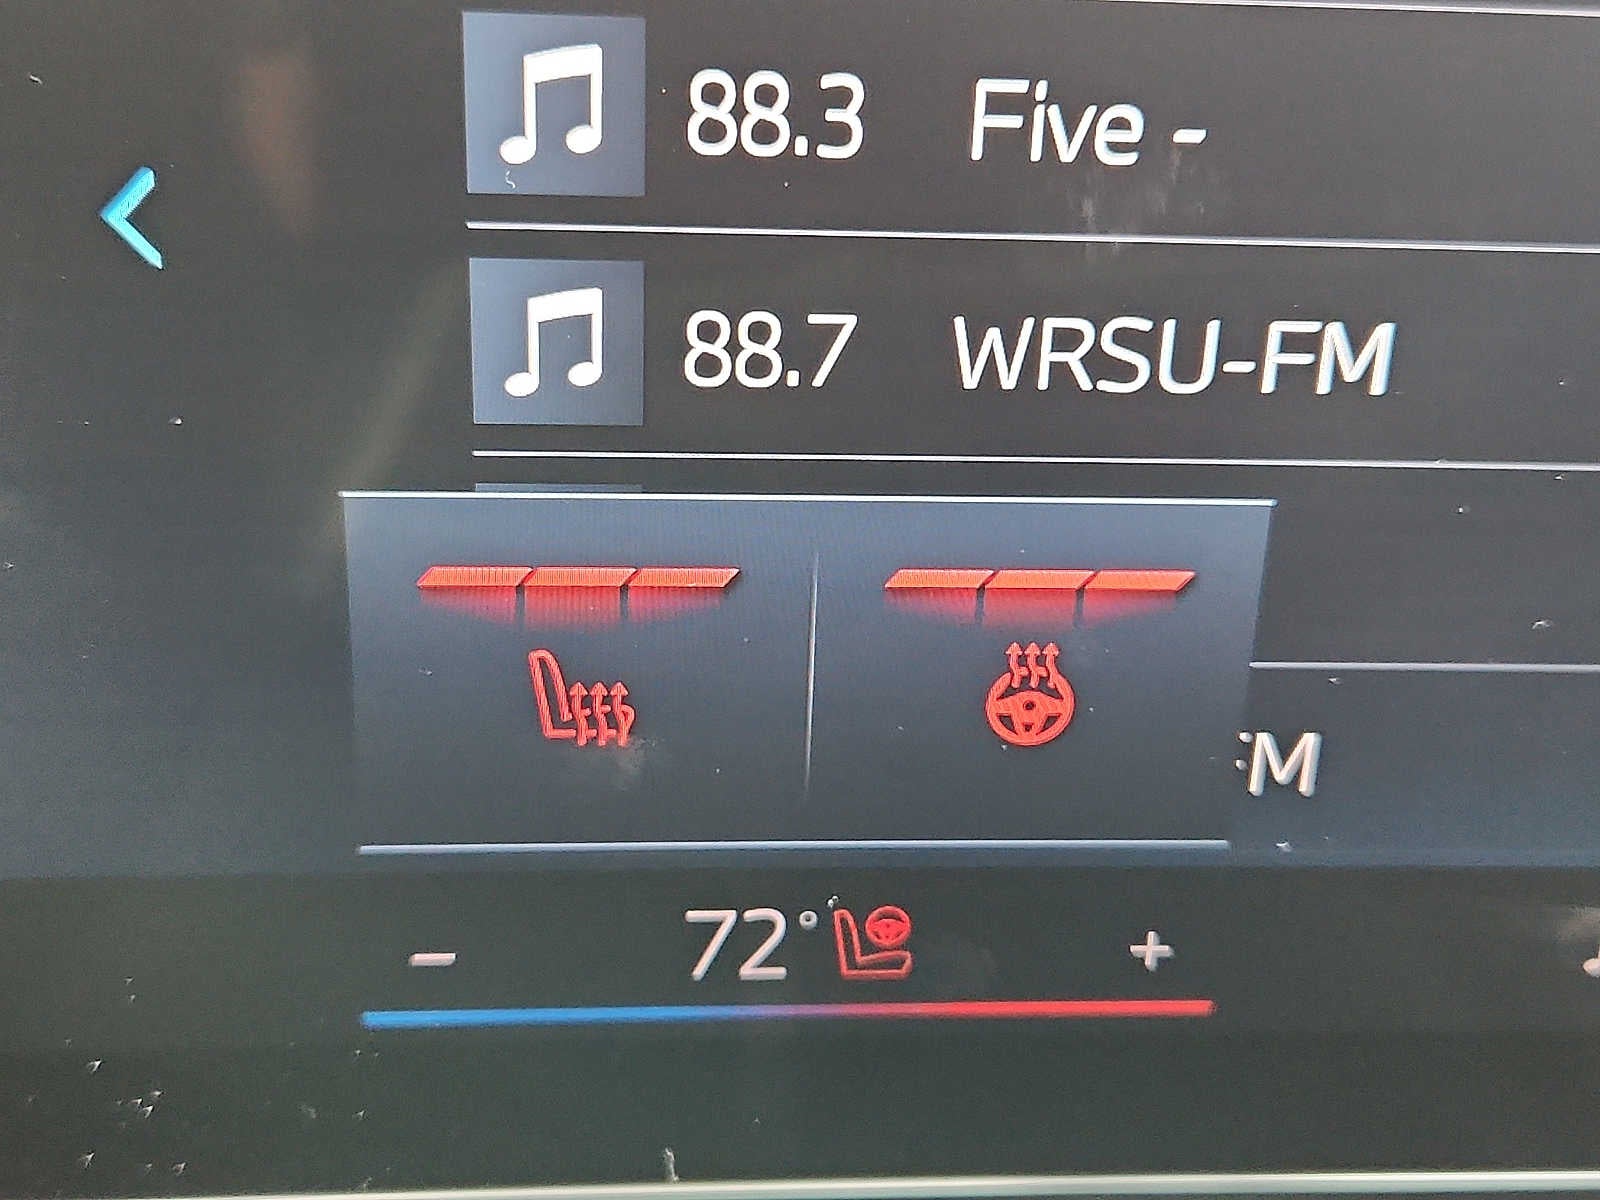 88.3 Five -
88.7 WRSU-FM
M
- 72° +